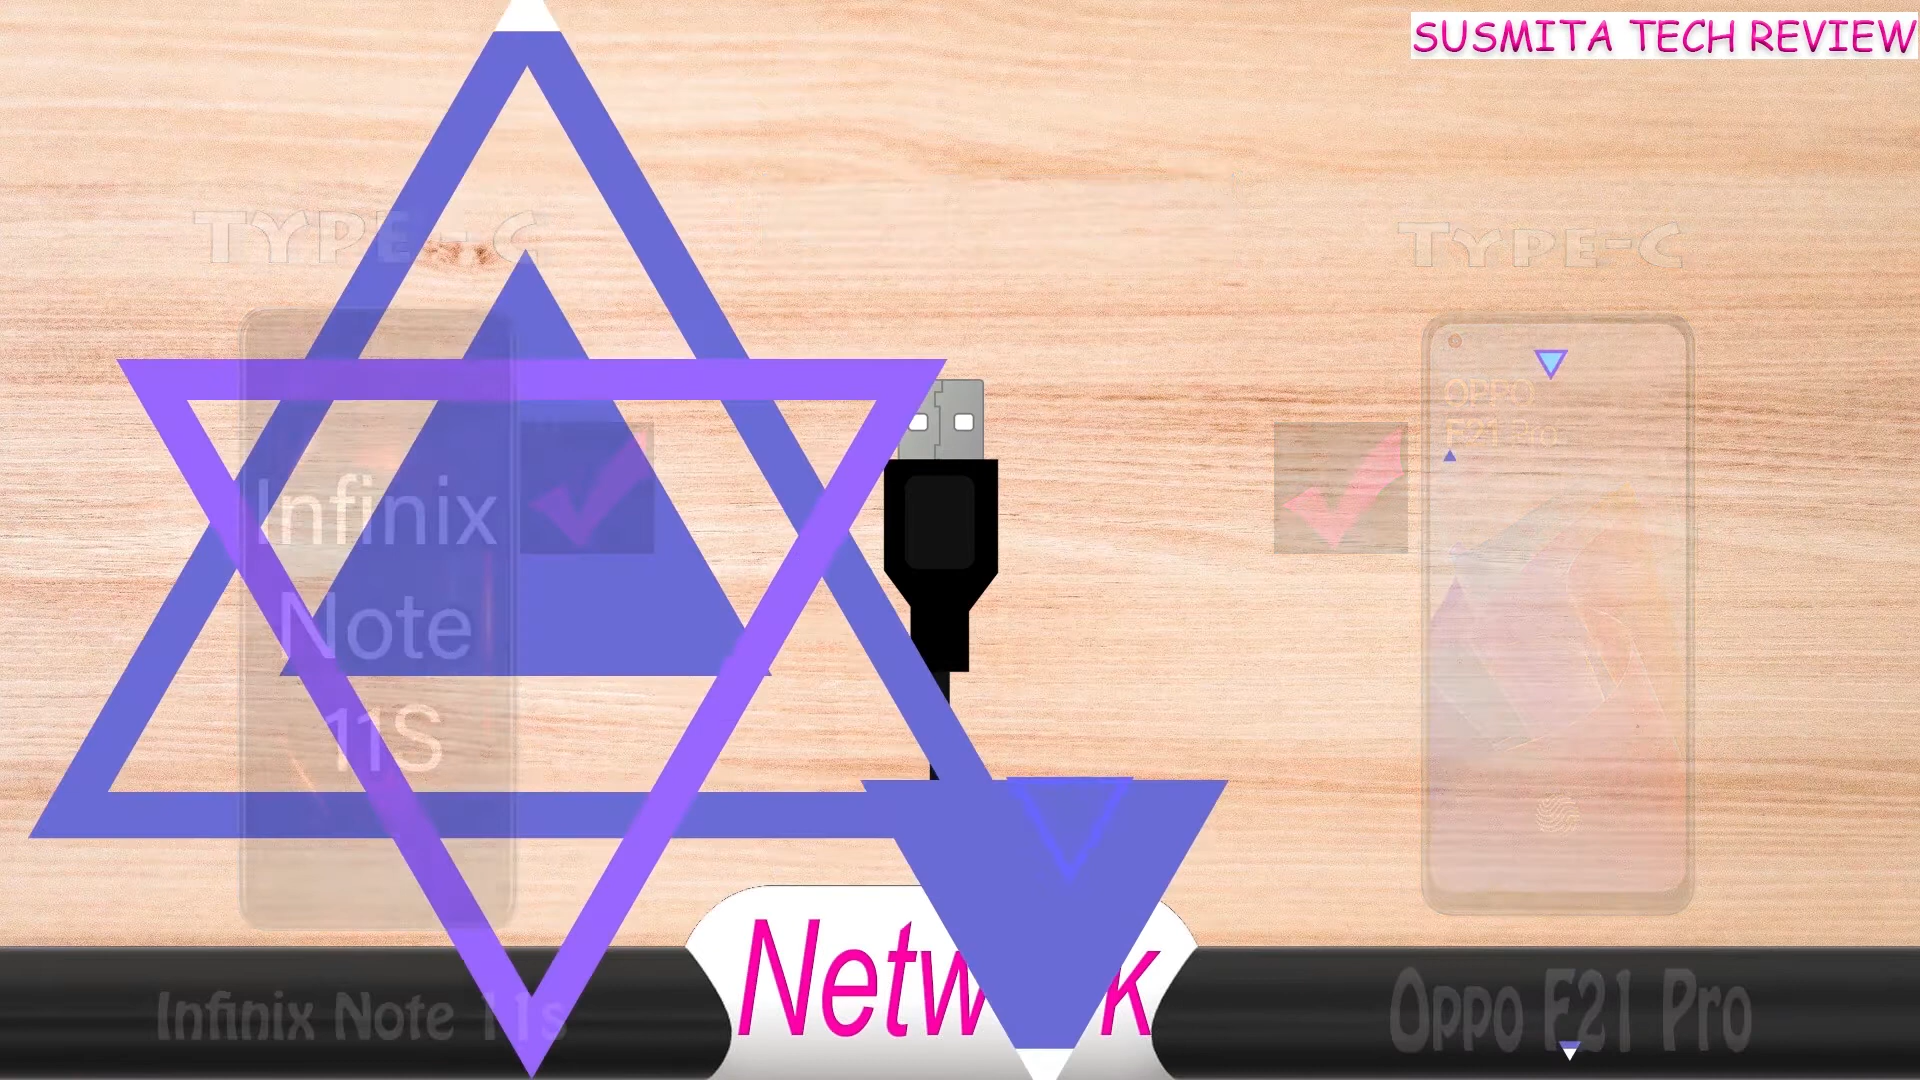 SUSMITA TECH REVIEW
TYPE-C
TYPE-C
OPPO
F21 Pro
Infinix
Note
11S
Netw k
Infinix Note 11s
Oppo F21 Pro